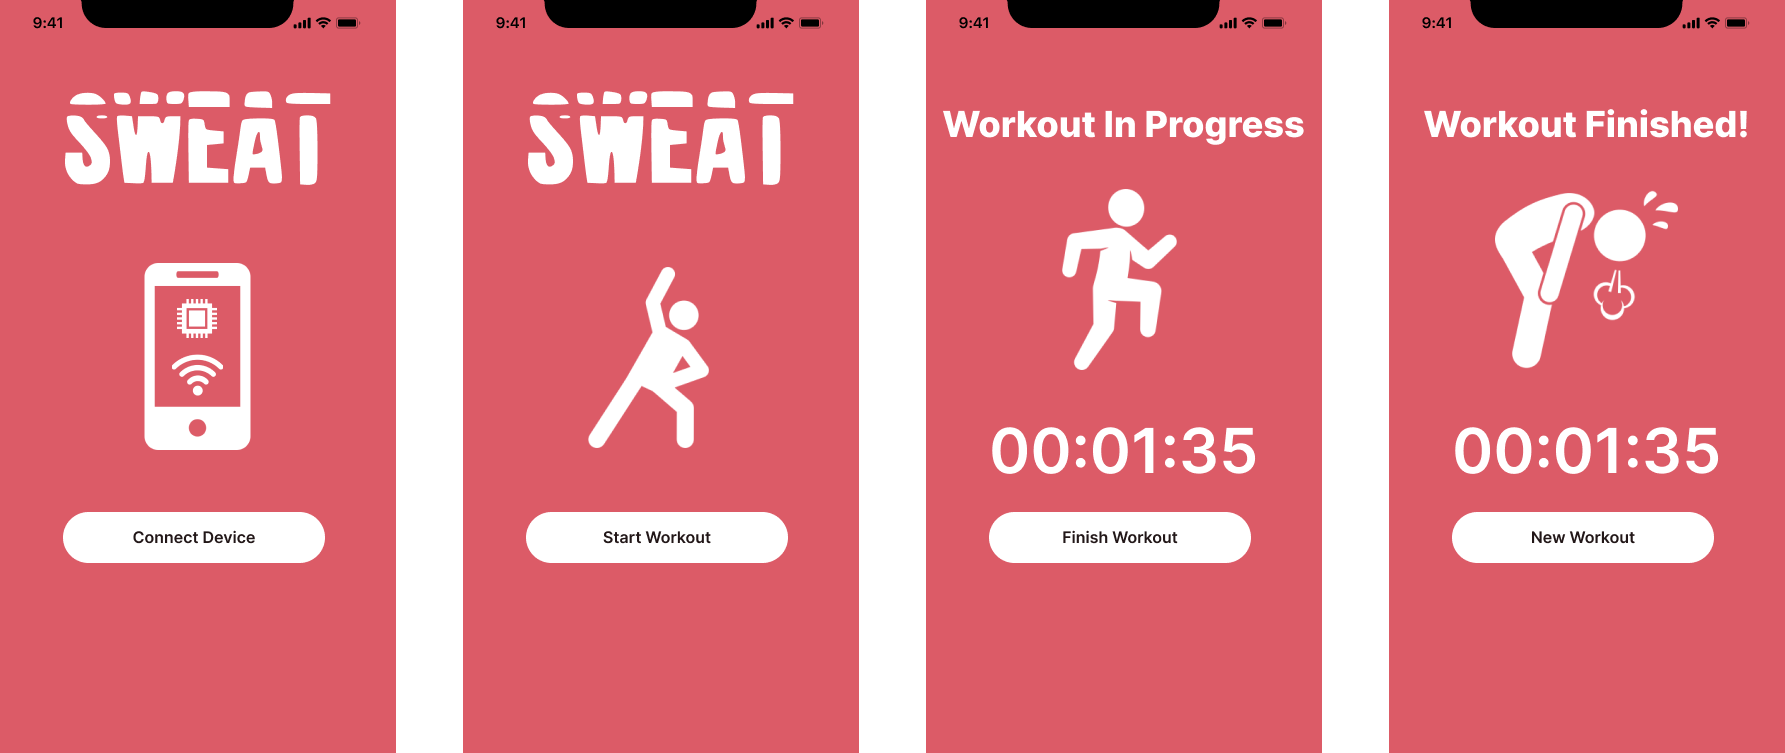 9:41
SWEAT
Connect Device
9:41
SWEAT
Start Workout
9:41
Workout In Progress
00:01:35
Finish Workout
9:41
Workout Finished!
00:01:35
New Workout